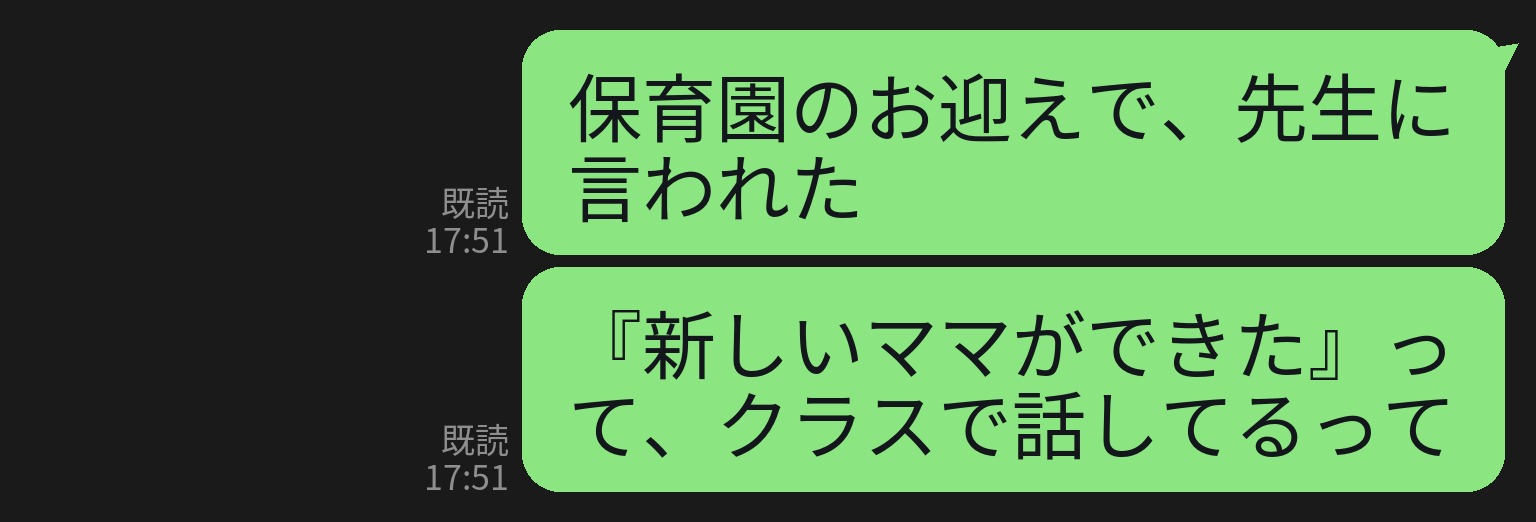 保育園のお迎えで、先生に
言われた
既読
17:51
『新しいママができた』っ
て、クラスで話してるって
既読
17:51